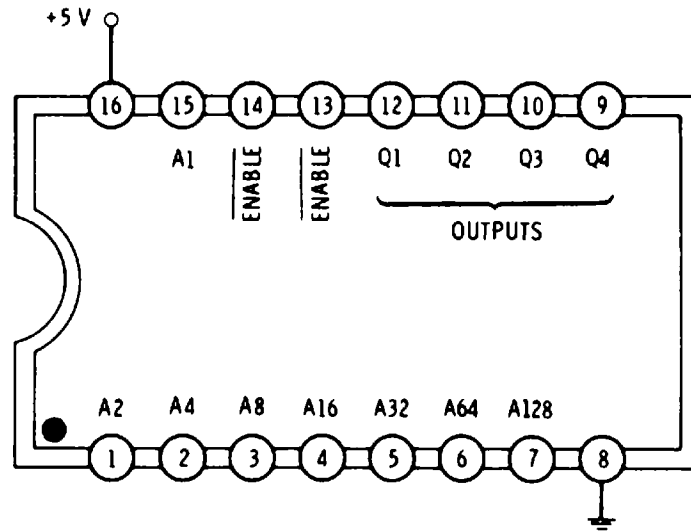 +5 V
16 15 14 13 12 11 10 9
A1 ENABLE ENABLE Q1 Q2 Q3 Q4
OUTPUTS
A2 A4 A8 A16 A32 A64 A128
1 2 3 4 5 6 7 8